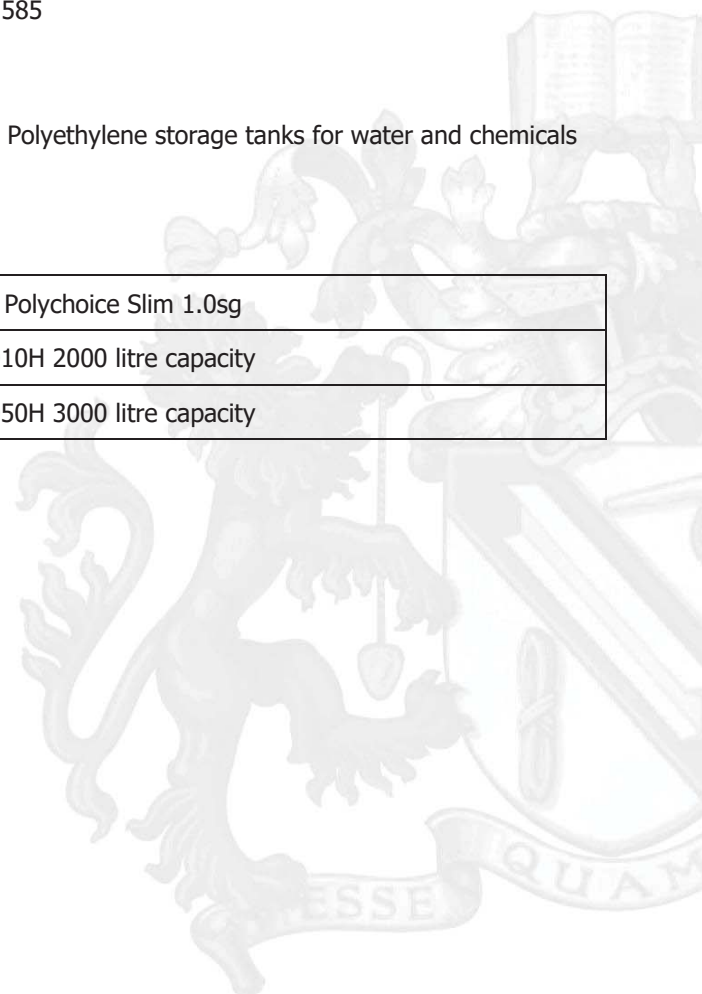 585
Polyethylene storage tanks for water and chemicals
Polychoice Slim 1.0sg
10H 2000 litre capacity
50H 3000 litre capacity
ESSE QUAM